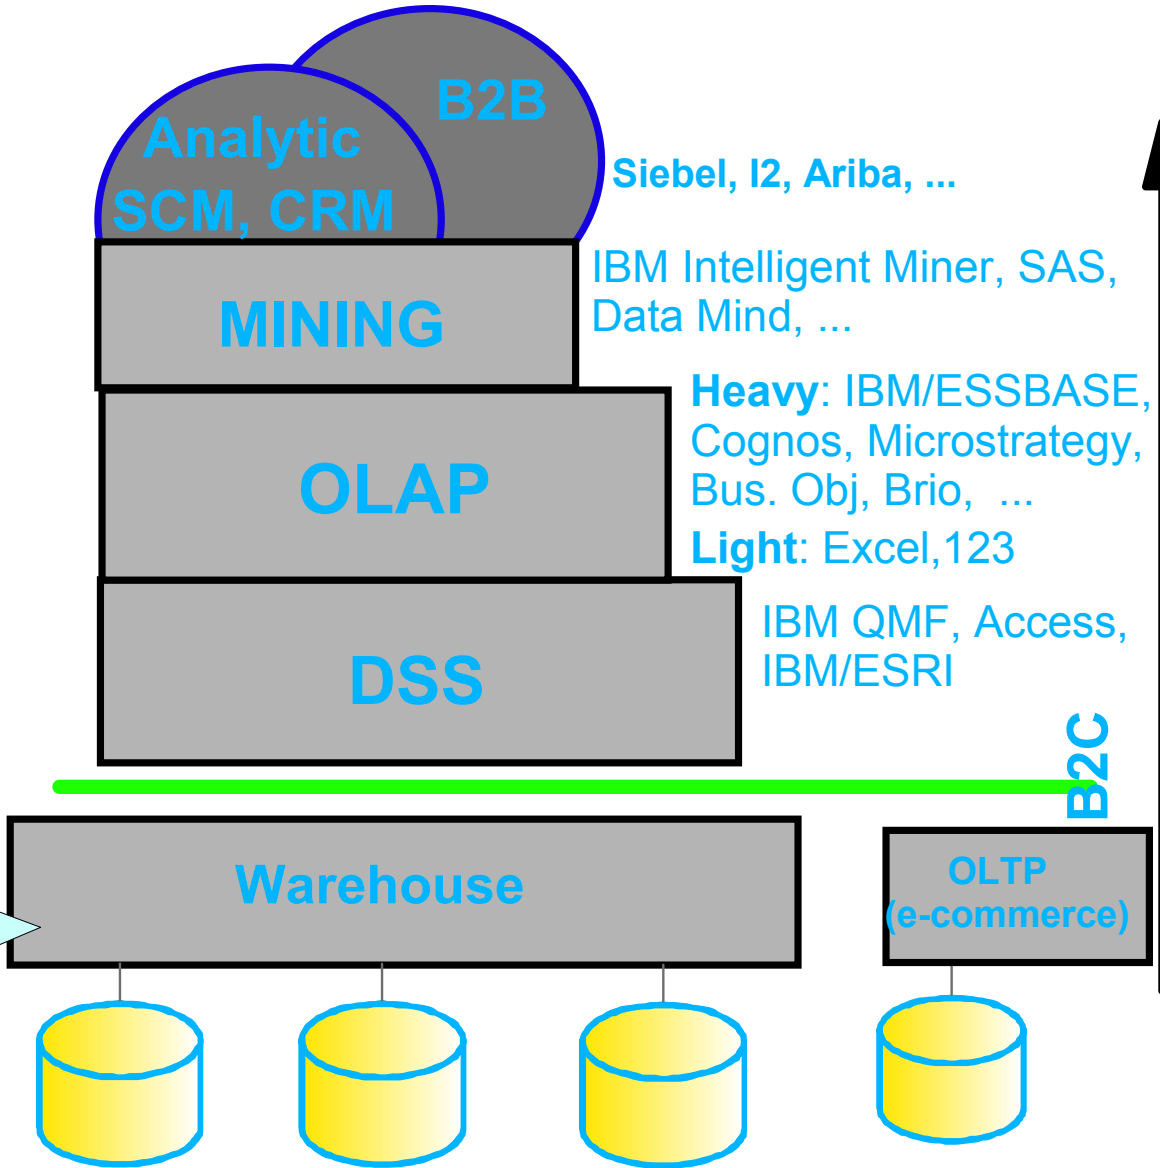 B2B
Analytic
SCM, CRM
Siebel, I2, Ariba, ...
MINING
IBM Intelligent Miner, SAS,
Data Mind, ...
OLAP
Heavy: IBM/ESSBASE,
Cognos, Microstrategy,
Bus. Obj, Brio, ...
Light: Excel,123
DSS
IBM QMF, Access,
IBM/ESRI
B2C
Warehouse
OLTP
(e-commerce)